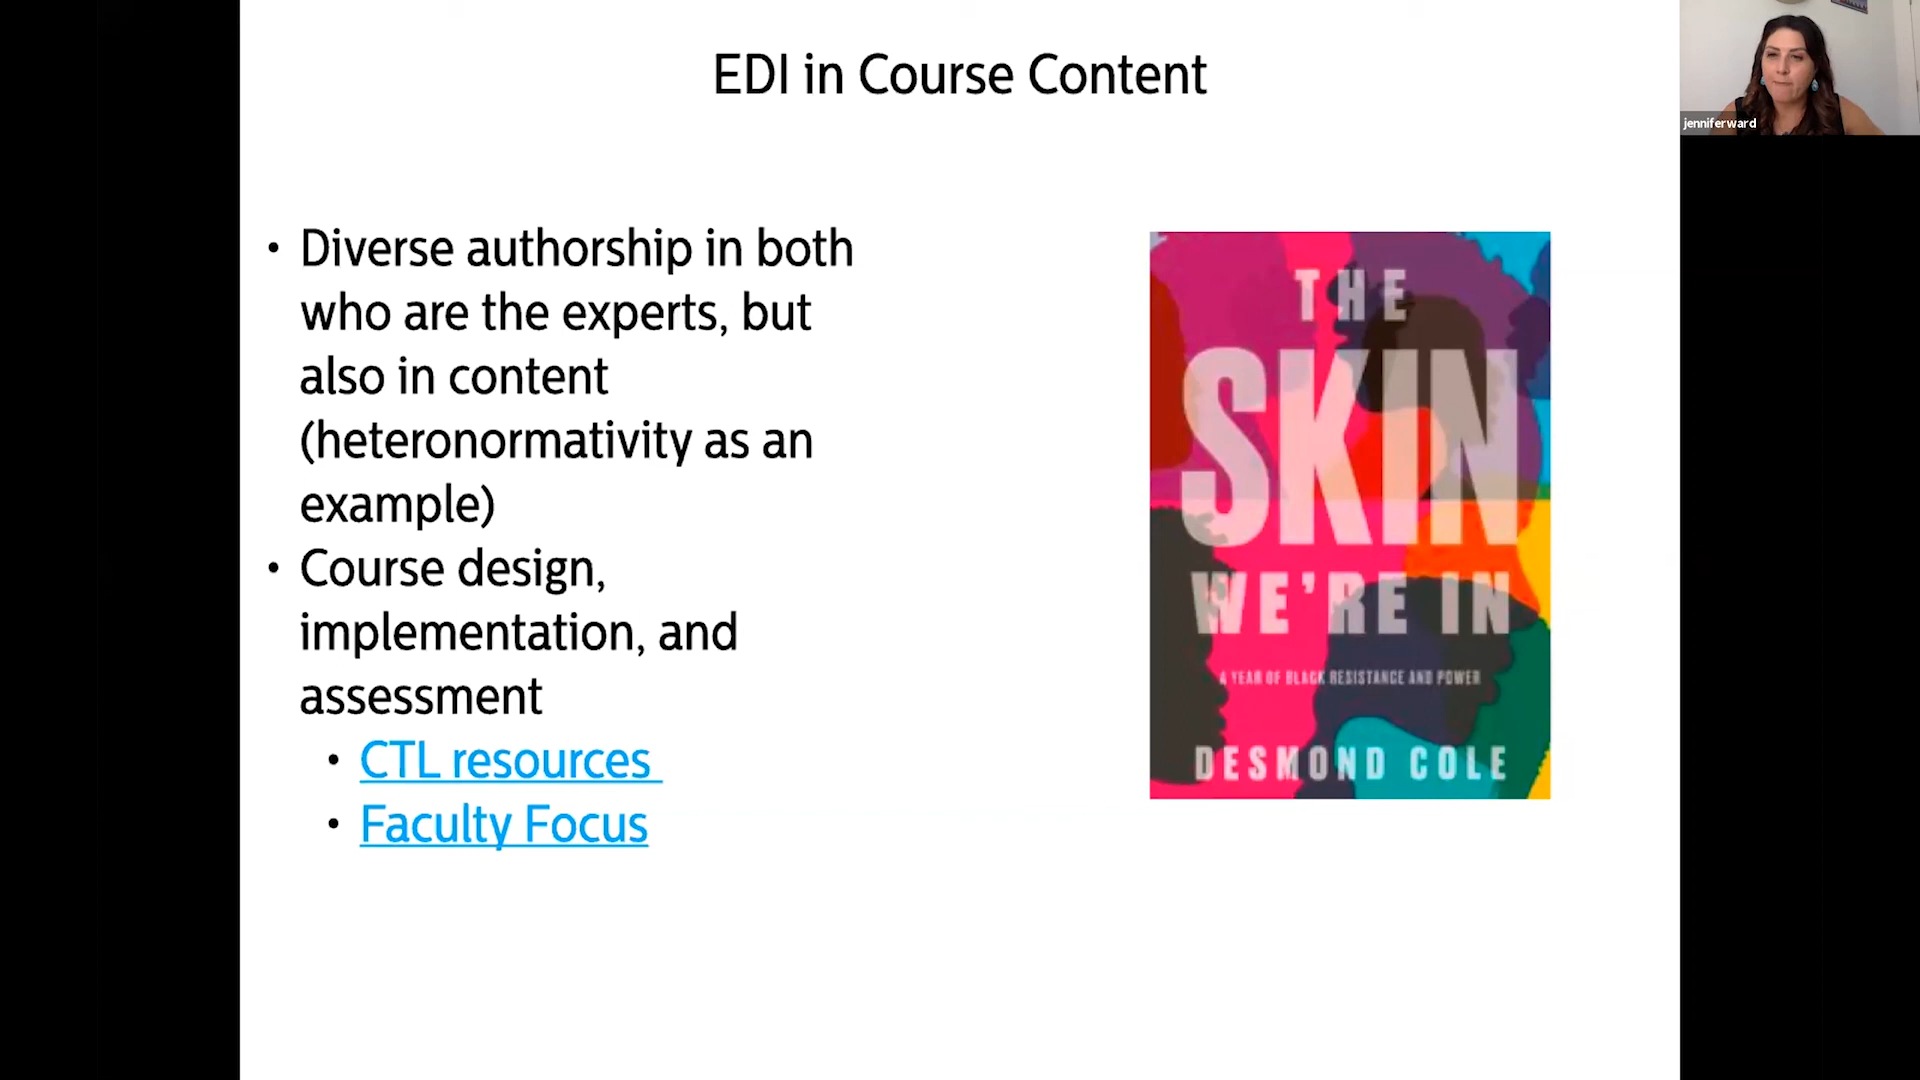 EDI in Course Content
jenniferward
• Diverse authorship in both
who are the experts, but
also in content
(heteronormativity as an
example)
• Course design,
implementation, and
assessment
• CTL resources
• Faculty Focus
THE
SKIN
WE'RE IN
A YEAR OF BLACK RESISTANCE AND POWER
DESMOND COLE